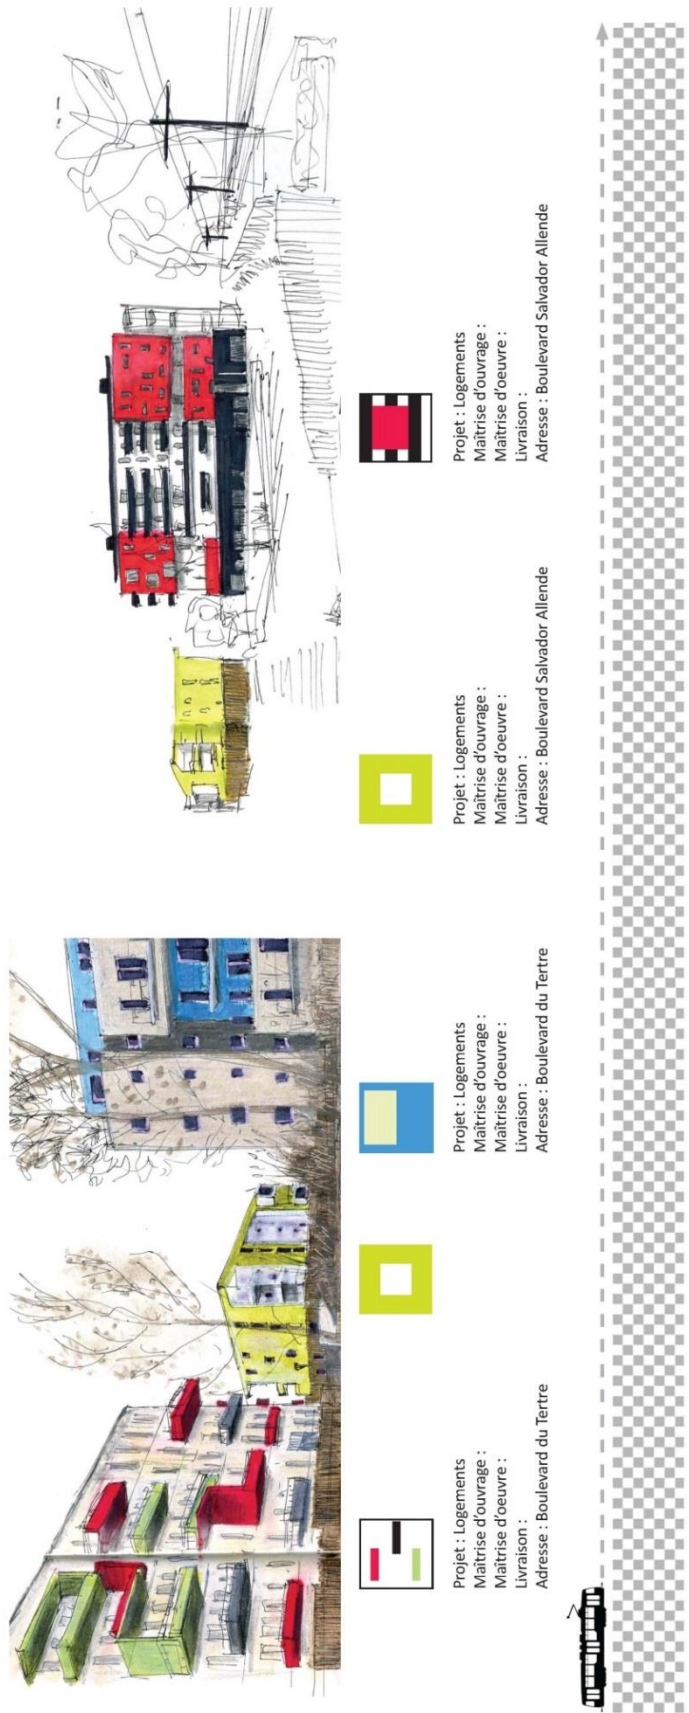 Projet : Logements
Maîtrise d'ouvrage :
Maîtrise d'oeuvre :
Livraison :
Adresse : Boulevard du Tertre
Projet : Logements
Maîtrise d'ouvrage :
Maîtrise d'oeuvre :
Livraison :
Adresse : Boulevard du Tertre
Projet : Logements
Maîtrise d'ouvrage :
Maîtrise d'oeuvre :
Livraison :
Adresse : Boulevard Salvador Allende
Projet : Logements
Maîtrise d'ouvrage :
Maîtrise d'oeuvre :
Livraison :
Adresse : Boulevard Salvador Allende